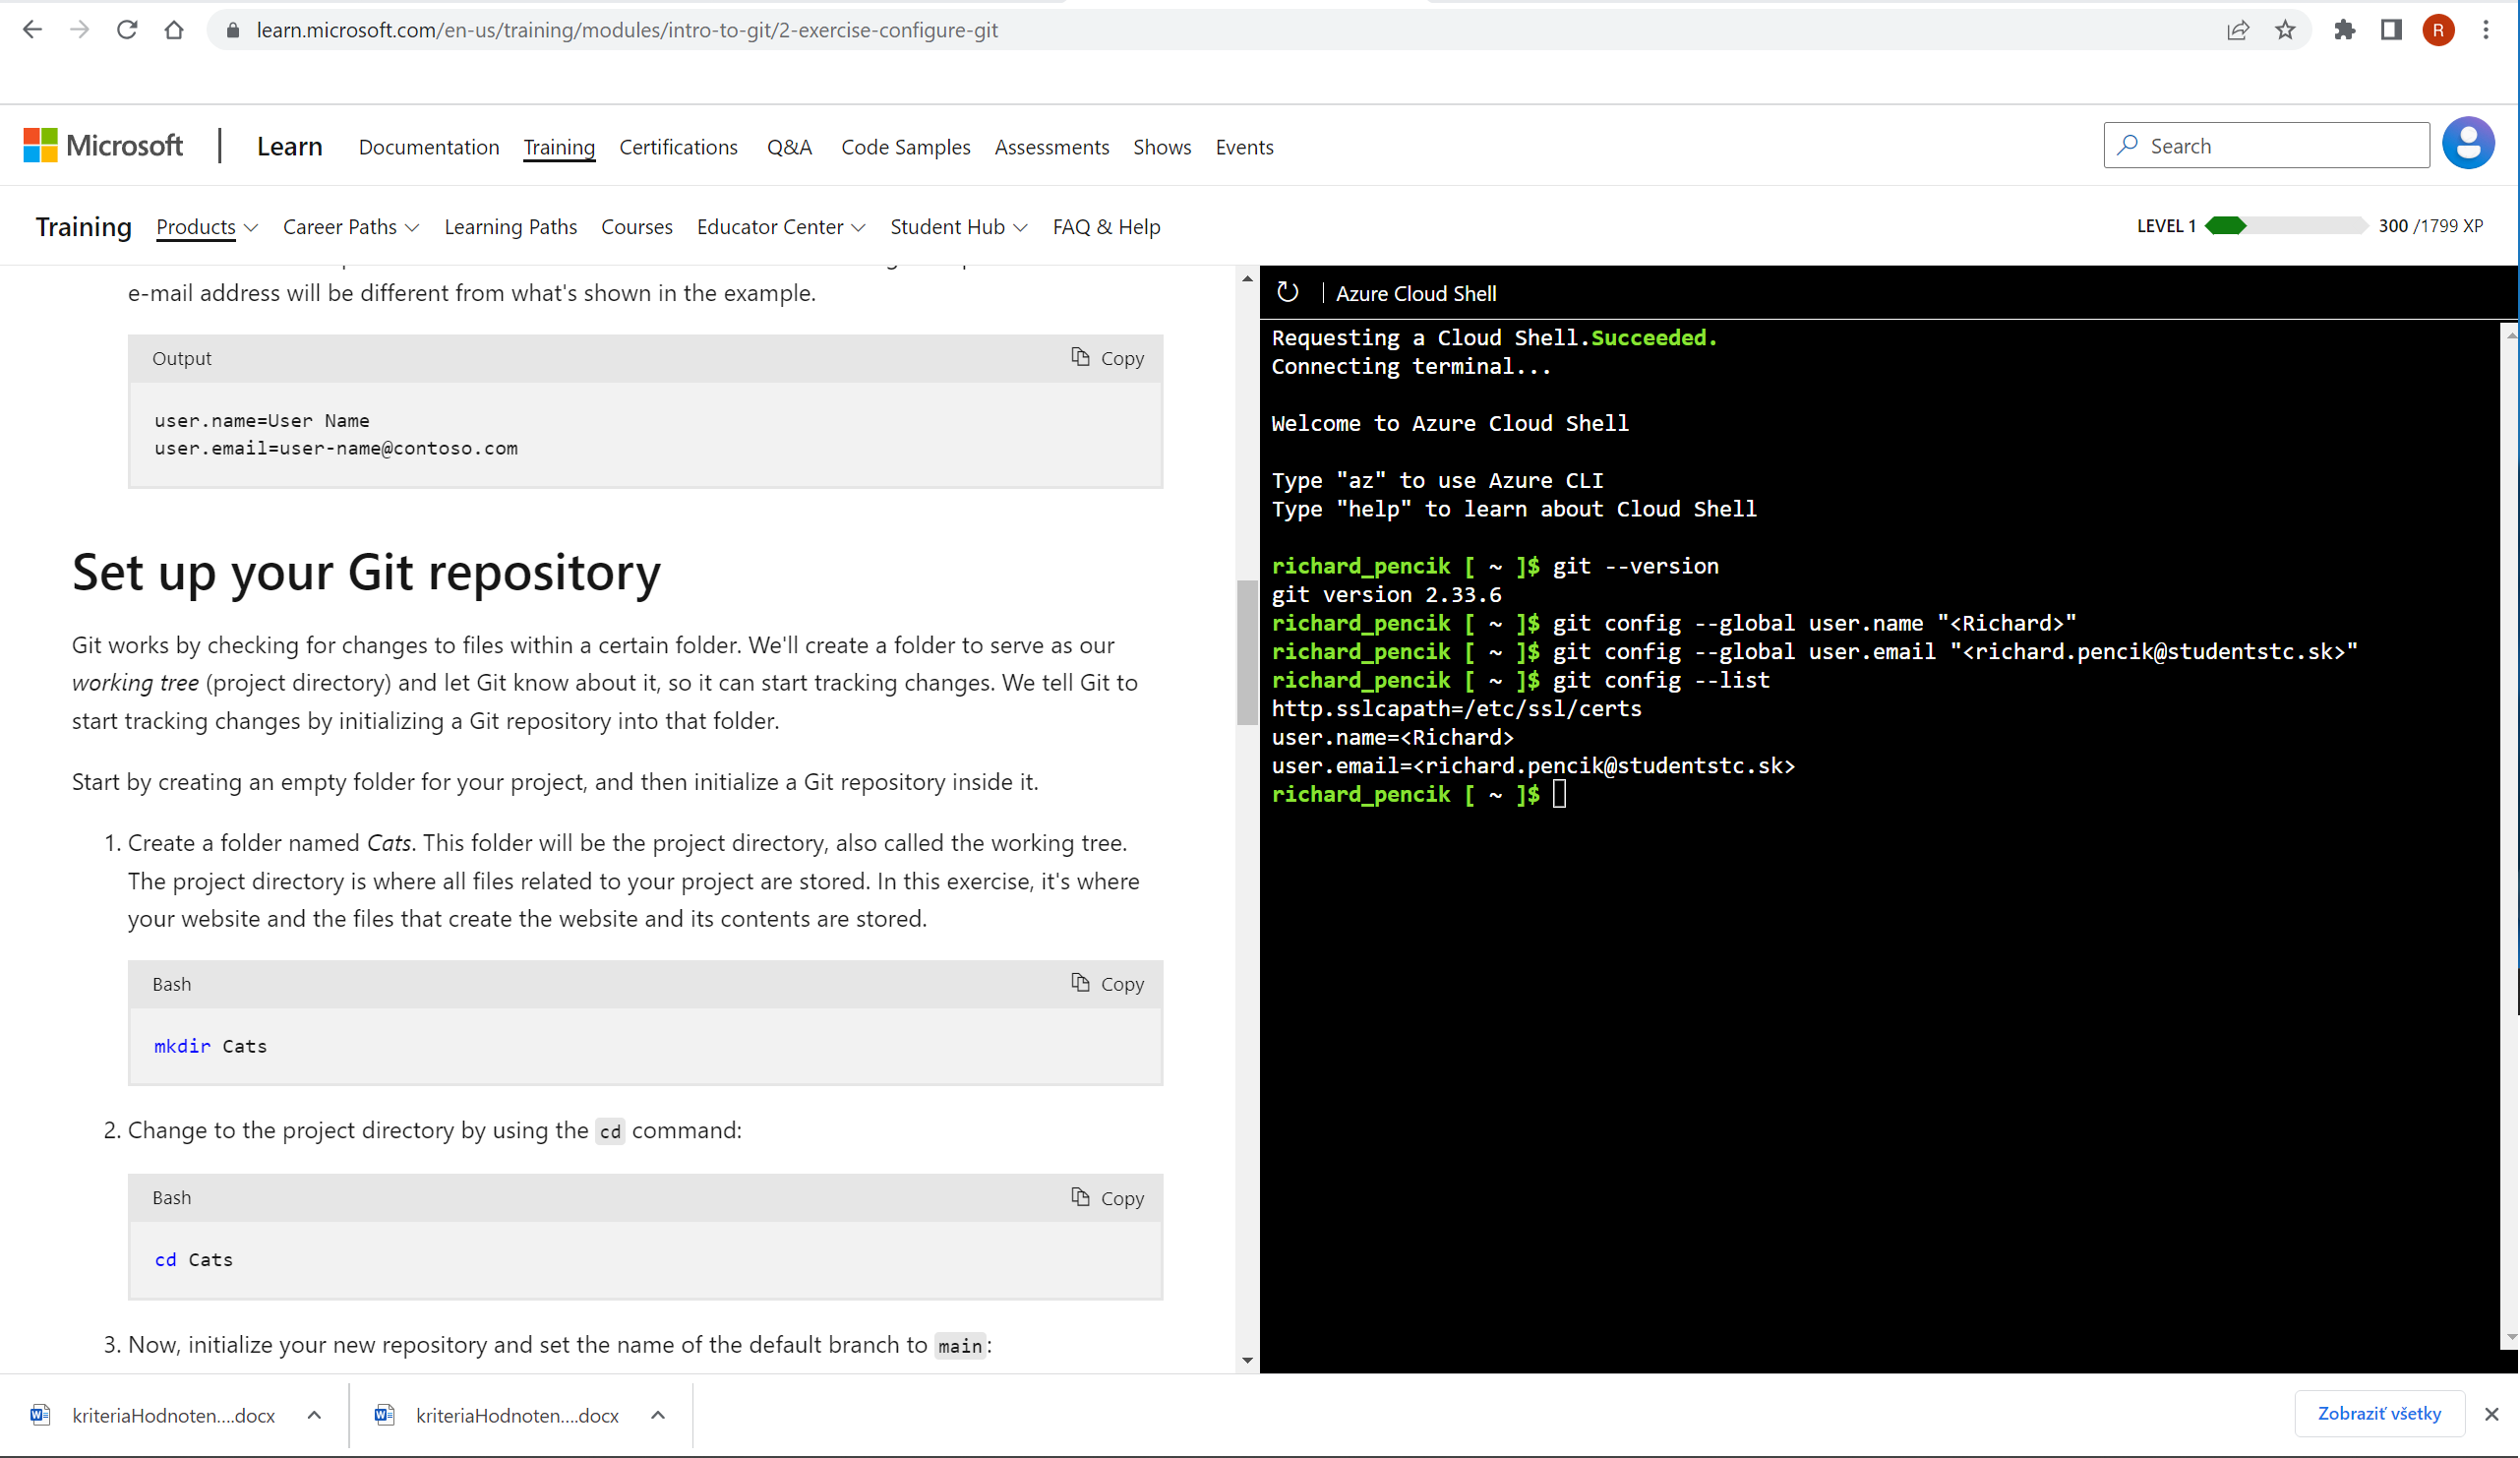 learn.microsoft.com/en-us/training/modules/intro-to-git/2-exercise-configure-git
R
Microsoft
Learn
Documentation
Training
Certifications
Q&A
Code Samples
Assessments
Shows
Events
Search
Training
Products
Career Paths
Learning Paths
Courses
Educator Center
Student Hub
FAQ & Help
LEVEL 1
300 /1799 XP
e-mail address will be different from what's shown in the example.
Output
Copy
user.name=User Name
user.email=user-name@contoso.com
Set up your Git repository
Git works by checking for changes to files within a certain folder. We'll create a folder to serve as our
working tree (project directory) and let Git know about it, so it can start tracking changes. We tell Git to
start tracking changes by initializing a Git repository into that folder.
Start by creating an empty folder for your project, and then initialize a Git repository inside it.
1. Create a folder named Cats. This folder will be the project directory, also called the working tree.
The project directory is where all files related to your project are stored. In this exercise, it's where
your website and the files that create the website and its contents are stored.
Bash
Copy
mkdir Cats
2. Change to the project directory by using the cd command:
Bash
Copy
cd Cats
3. Now, initialize your new repository and set the name of the default branch to main:
Azure Cloud Shell
Requesting a Cloud Shell.Succeeded.
Connecting terminal...
Welcome to Azure Cloud Shell
Type "az" to use Azure CLI
Type "help" to learn about Cloud Shell
richard_pencik [ ~ ]$ git --version
git version 2.33.6
richard_pencik [ ~ ]$ git config --global user.name "<Richard>"
richard_pencik [ ~ ]$ git config --global user.email "<richard.pencik@studentstc.sk>"
richard_pencik [ ~ ]$ git config --list
http.sslcapath=/etc/ssl/certs
user.name=<Richard>
user.email=<richard.pencik@studentstc.sk>
richard_pencik [ ~ ]$
kriteriaHodnoten....docx
kriteriaHodnoten....docx
Zobraziť všetky